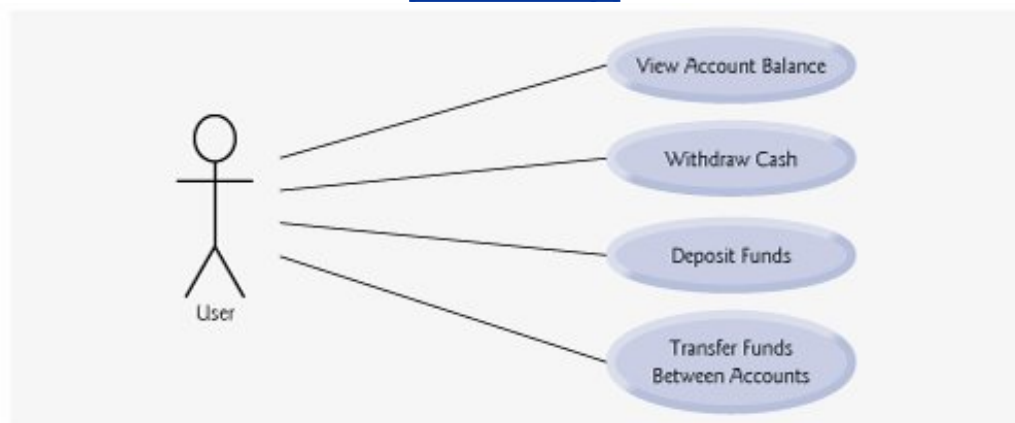 View Account Balance
Withdraw Cash
Deposit Funds
User
Transfer Funds
Between Accounts